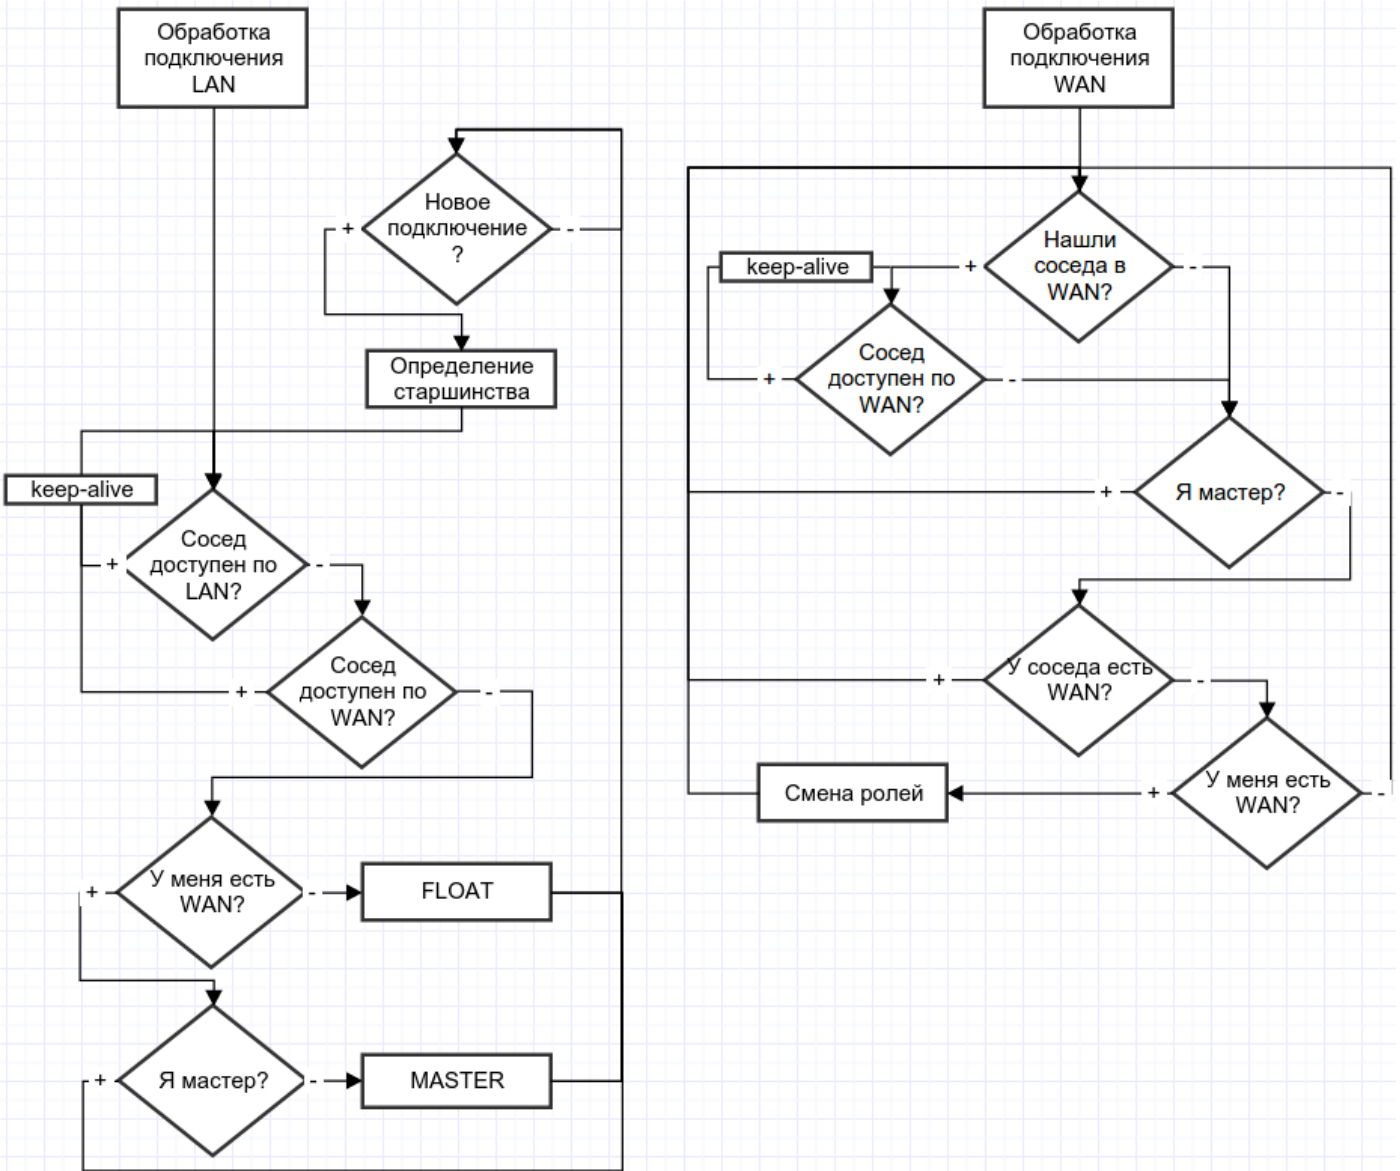 Обработка
подключения
LAN
Новое
подключение
?
+
-
Определение
старшинства
keep-alive
Сосед
доступен по
LAN?
+
-
Сосед
доступен по
WAN?
+
-
У меня есть
WAN?
+
-
FLOAT
Я мастер?
+
-
MASTER
Обработка
подключения
WAN
Нашли
соседа в
WAN?
+
-
keep-alive
Сосед
доступен по
WAN?
+
-
Я мастер?
+
-
У соседа есть
WAN?
+
-
У меня есть
WAN?
+
-
Смена ролей